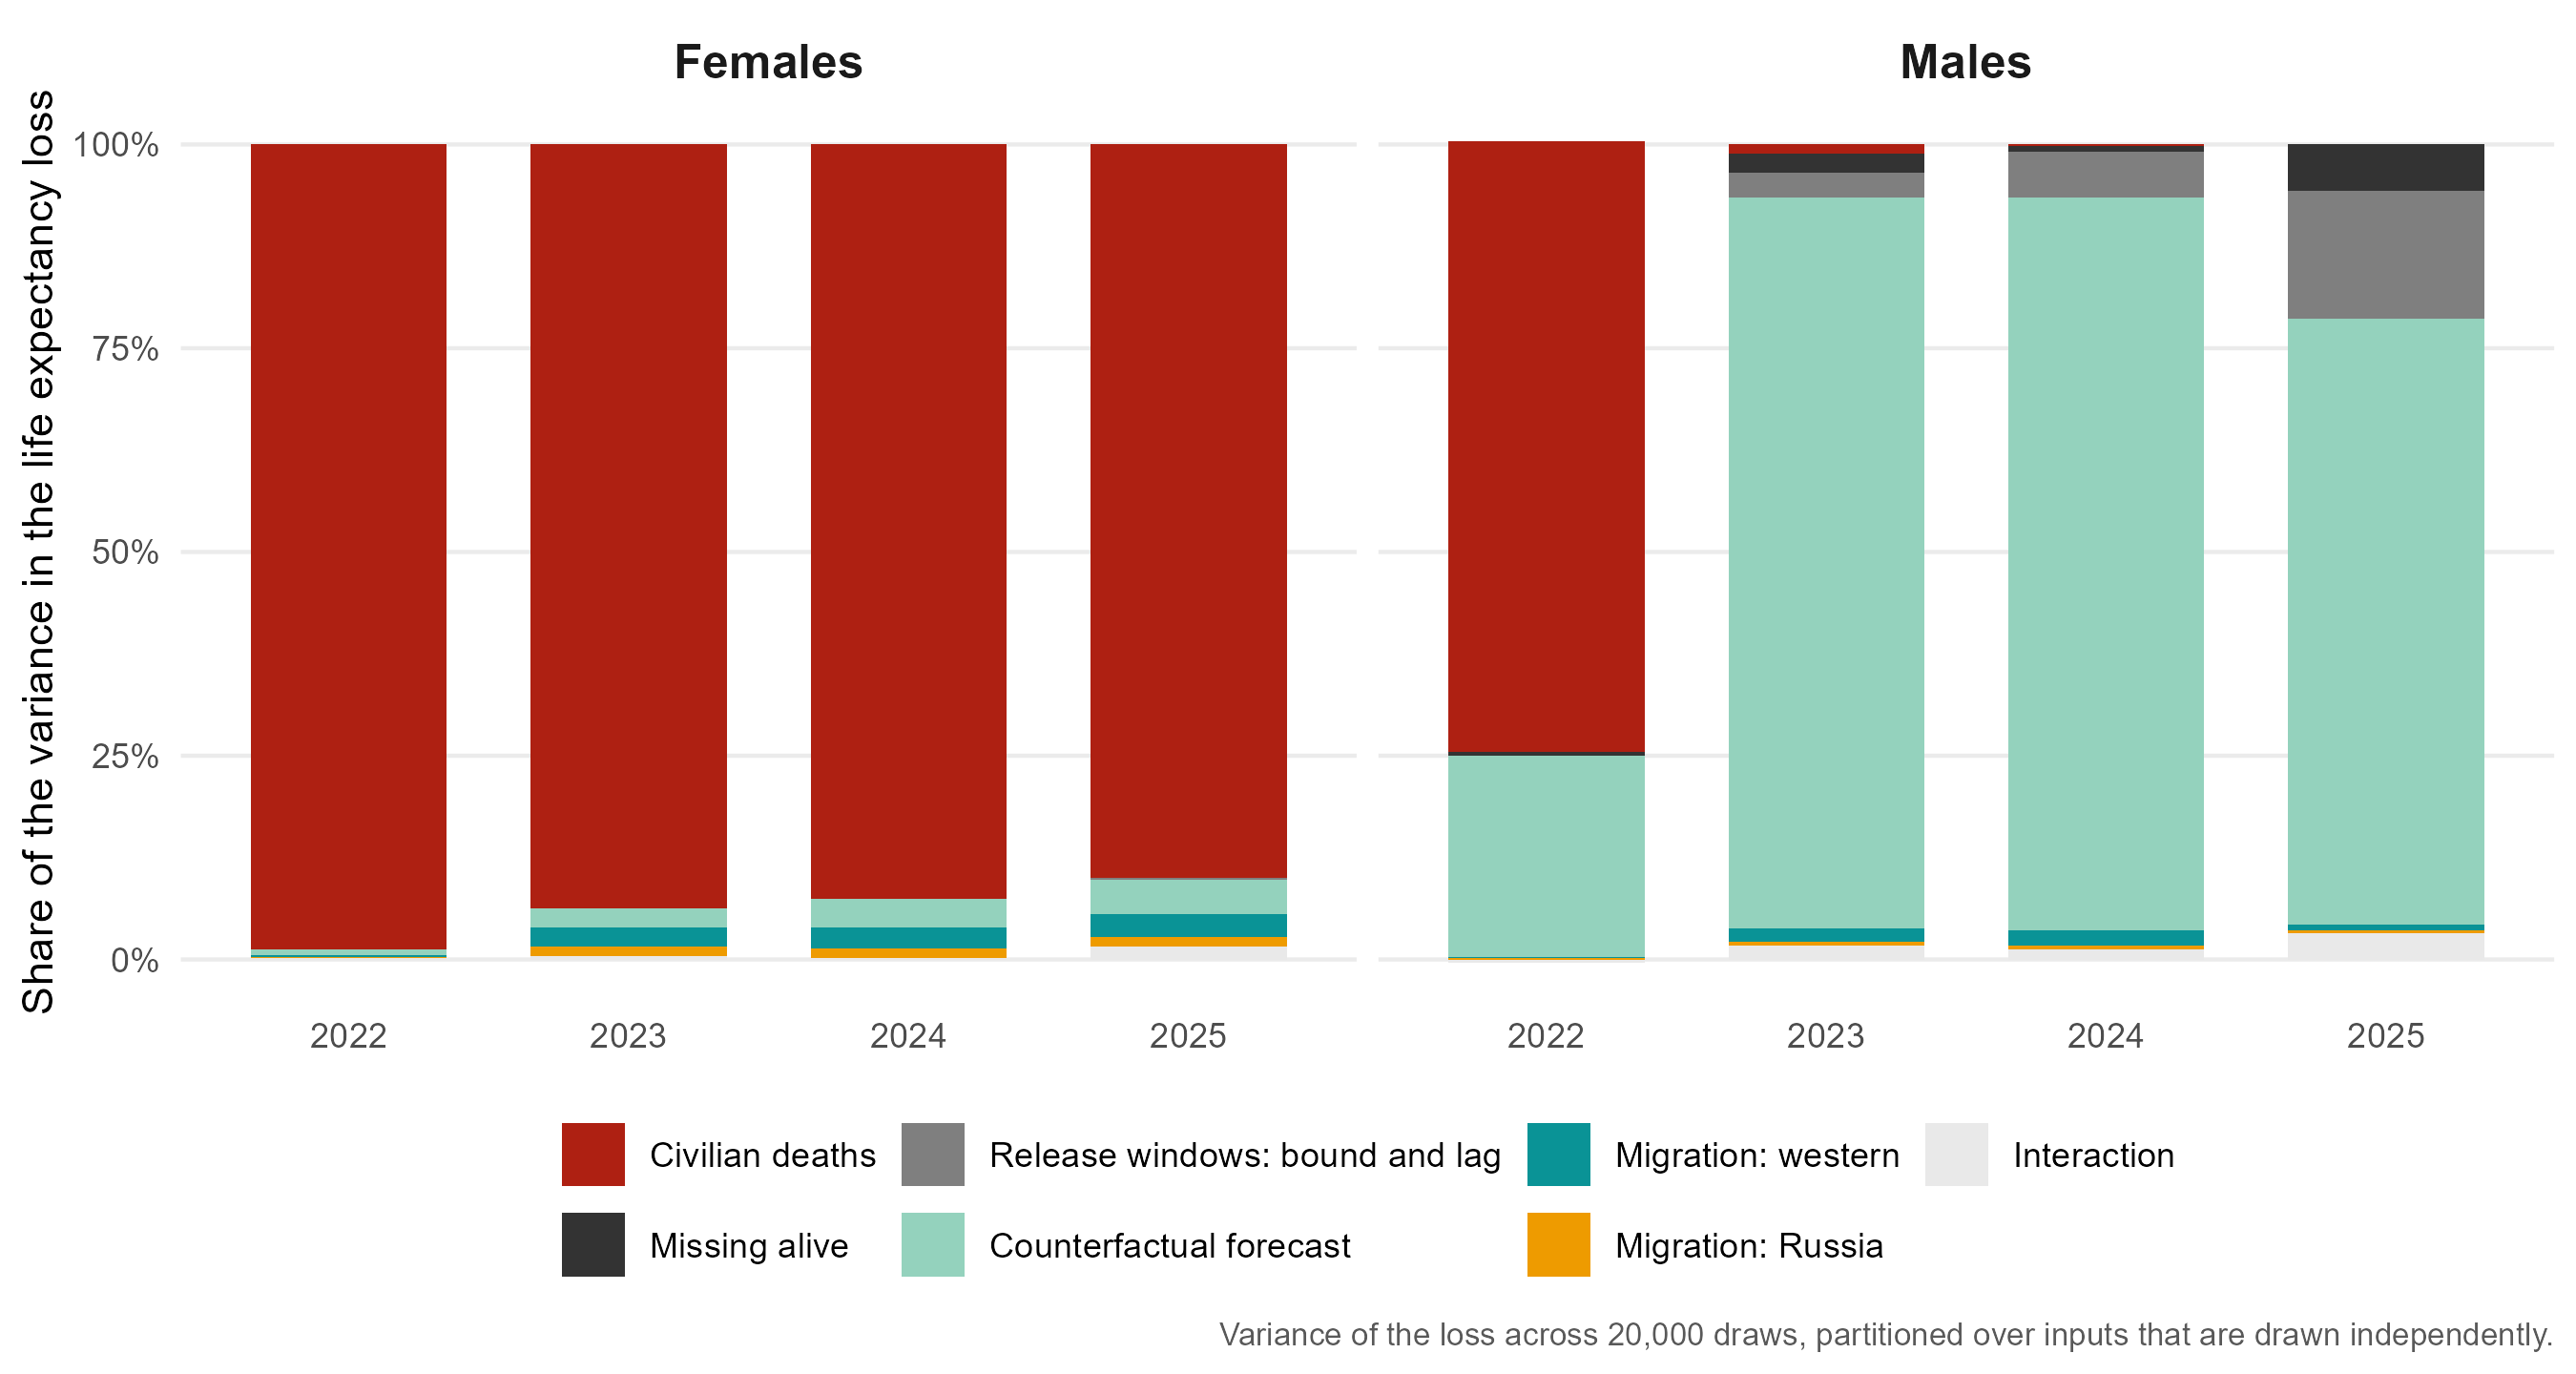 Females
Males
Share of the variance in the life expectancy loss
100%
75%
50%
25%
0%
2022
2023
2024
2025
2022
2023
2024
2025
Civilian deaths
Release windows: bound and lag
Migration: western
Interaction
Missing alive
Counterfactual forecast
Migration: Russia
Variance of the loss across 20,000 draws, partitioned over inputs that are drawn independently.